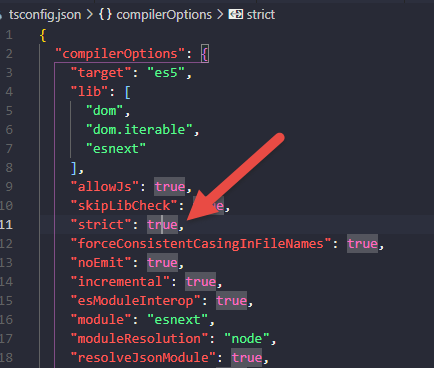 tsconfig.json > {} compilerOptions > strict
1 {
2 "compilerOptions": {
3 "target": "es5",
4 "lib": [
5 "dom",
6 "dom.iterable",
7 "esnext"
8 ],
9 "allowJs": true,
10 "skipLibCheck": true,
11 "strict": true,
12 "forceConsistentCasingInFileNames": true,
13 "noEmit": true,
14 "incremental": true,
15 "esModuleInterop": true,
16 "module": "esnext",
17 "moduleResolution": "node",
18 "resolveJsonModule": true,